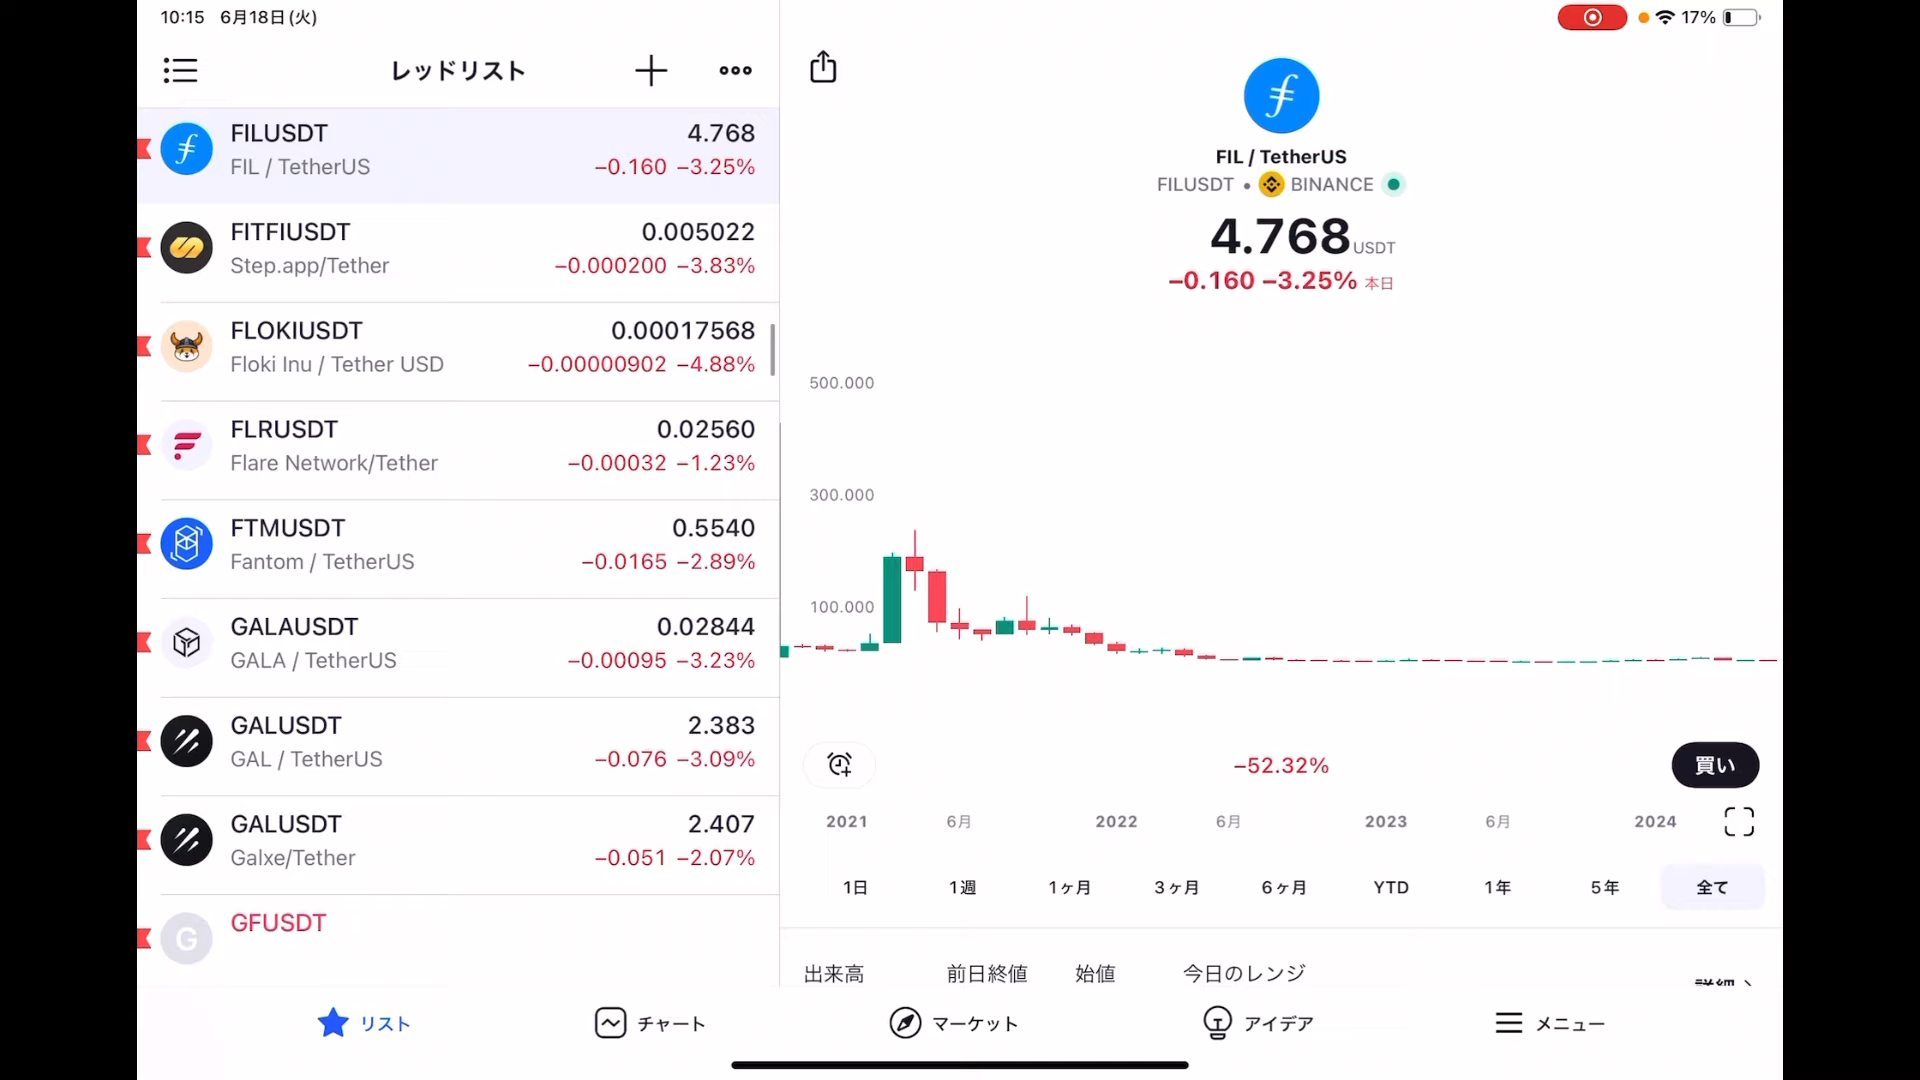 10:15 6月18日(火)
17%
レッドリスト
FILUSDT 4.768
FIL / TetherUS −0.160 −3.25%
FITFIUSDT 0.005022
Step.app/Tether −0.000200 −3.83%
FLOKIUSDT 0.00017568
Floki Inu / Tether USD −0.00000902 −4.88%
FLRUSDT 0.02560
Flare Network/Tether −0.00032 −1.23%
FTMUSDT 0.5540
Fantom / TetherUS −0.0165 −2.89%
GALAUSDT 0.02844
GALA / TetherUS −0.00095 −3.23%
GALUSDT 2.383
GAL / TetherUS −0.076 −3.09%
GALUSDT 2.407
Galxe/Tether −0.051 −2.07%
G GFUSDT
FIL / TetherUS
FILUSDT • BINANCE
4.768 USDT
−0.160 −3.25% 本日
500.000
300.000
100.000
−52.32%
買い
2021 6月 2022 6月 2023 6月 2024
1日 1週 1ヶ月 3ヶ月 6ヶ月 YTD 1年 5年 全て
出来高 前日終値 始値 今日のレンジ
詳細
リスト チャート マーケット アイデア メニュー